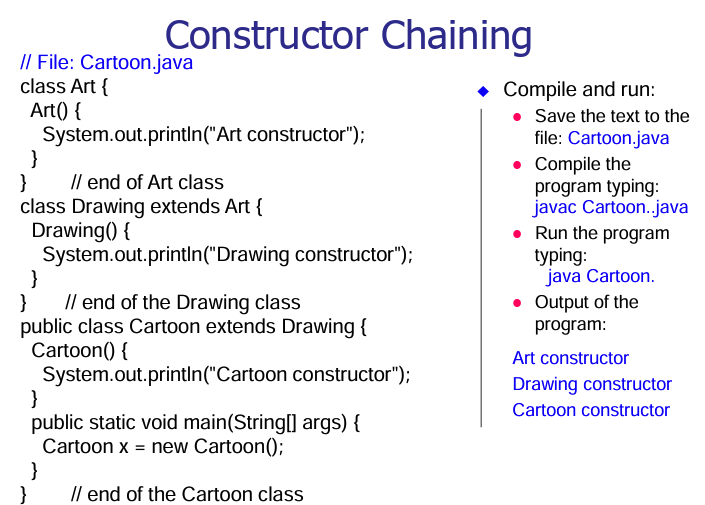 Constructor Chaining
// File: Cartoon.java
class Art {
Art() {
System.out.println("Art constructor");
}
} // end of Art class
class Drawing extends Art {
Drawing() {
System.out.println("Drawing constructor");
}
} // end of the Drawing class
public class Cartoon extends Drawing {
Cartoon() {
System.out.println("Cartoon constructor");
}
public static void main(String[] args) {
Cartoon x = new Cartoon();
}
} // end of the Cartoon class
Compile and run:
Save the text to the
file: Cartoon.java
Compile the
program typing:
javac Cartoon..java
Run the program
typing:
java Cartoon.
Output of the
program:
Art constructor
Drawing constructor
Cartoon constructor